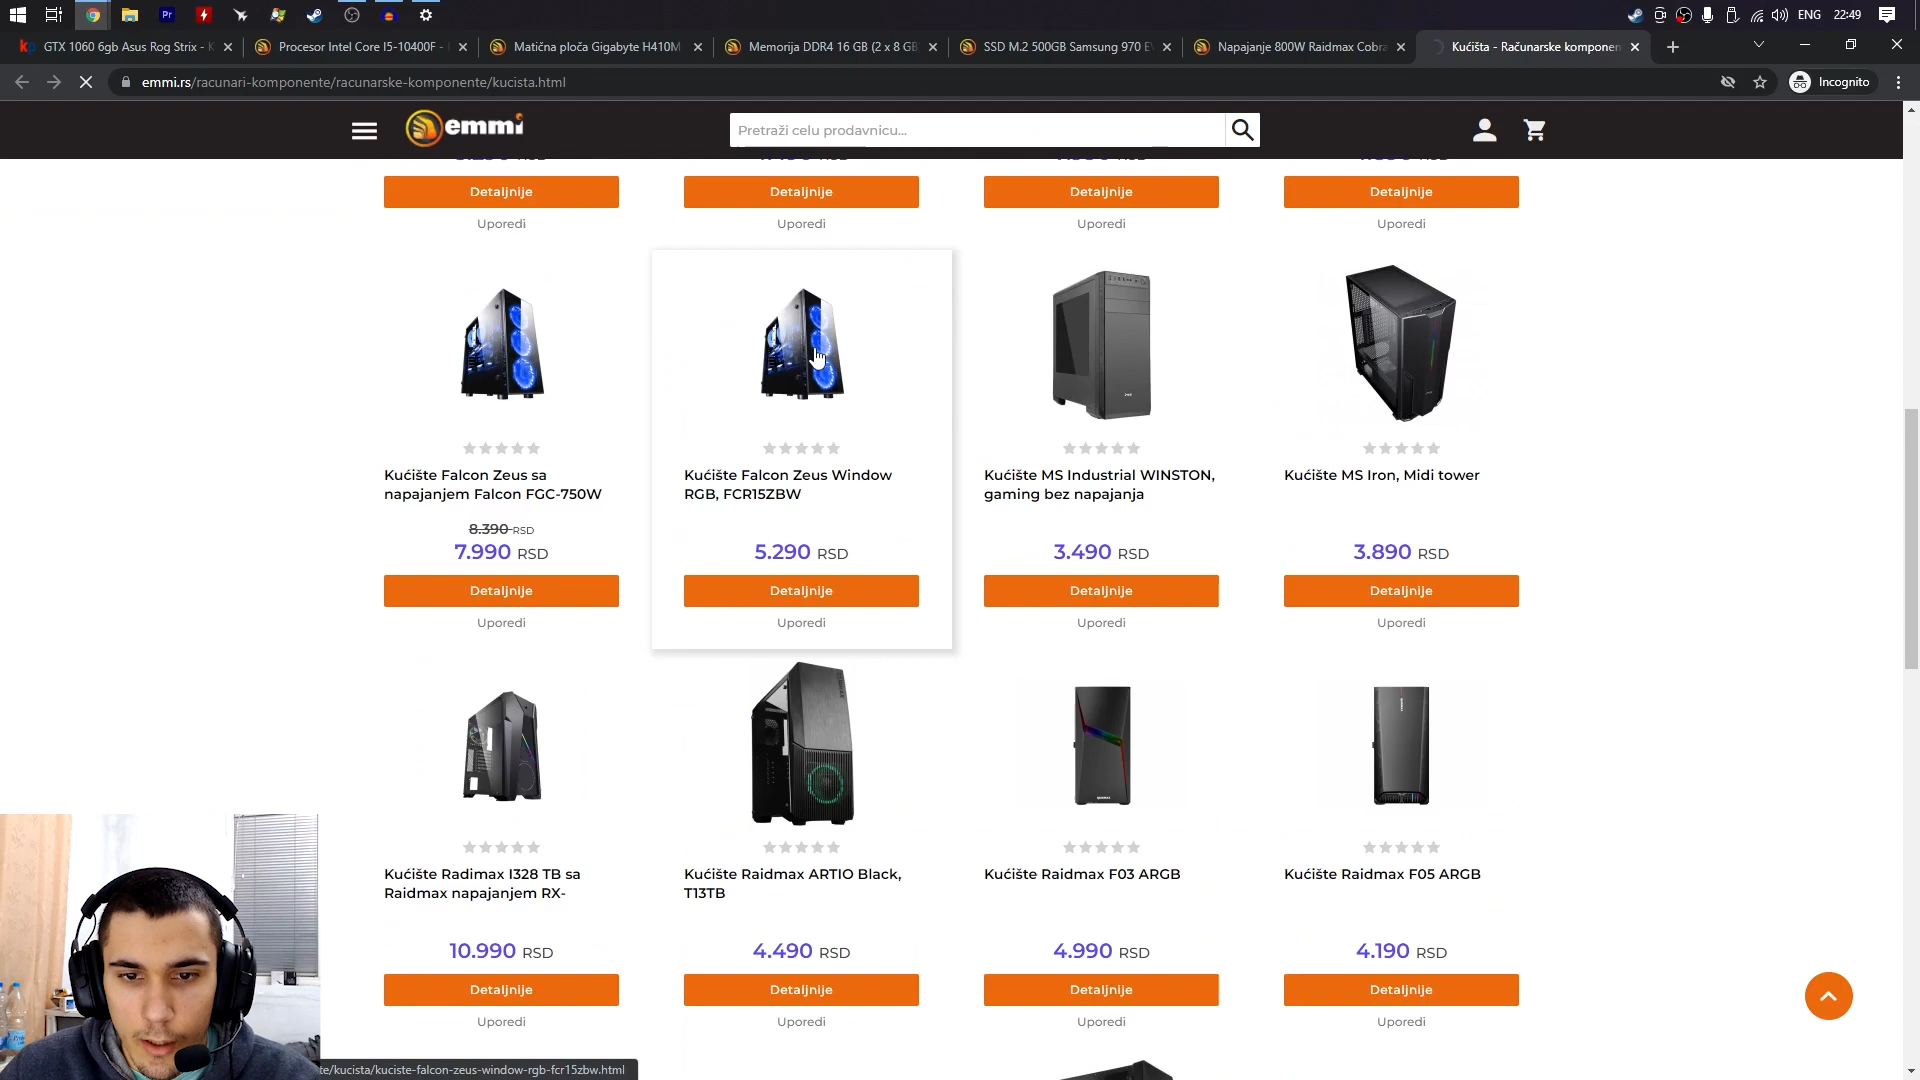 ENG 22:49
GTX 1060 6gb Asus Rog Strix - K
Procesor Intel Core I5-10400F -
Matična ploča Gigabyte H410M
Memorija DDR4 16 GB (2 x 8 GB
SSD M.2 500GB Samsung 970 EV
Napajanje 800W Raidmax Cobra
Kućišta - Računarske komponen
emmi.rs/racunari-komponente/racunarske-komponente/kucista.html
Incognito
emmi
Pretraži celu prodavnicu...
Detaljnije
Detaljnije
Detaljnije
Detaljnije
Uporedi
Uporedi
Uporedi
Uporedi
Kućište Falcon Zeus sa
napajanjem Falcon FGC-750W
8.390 RSD
7.990 RSD
Detaljnije
Uporedi
Kućište Falcon Zeus Window
RGB, FCR15ZBW
5.290 RSD
Detaljnije
Uporedi
Kućište MS Industrial WINSTON,
gaming bez napajanja
3.490 RSD
Detaljnije
Uporedi
Kućište MS Iron, Midi tower
3.890 RSD
Detaljnije
Uporedi
Kućište Radimax I328 TB sa
Raidmax napajanjem RX-
10.990 RSD
Detaljnije
Uporedi
Kućište Raidmax ARTIO Black,
T13TB
4.490 RSD
Detaljnije
Uporedi
Kućište Raidmax F03 ARGB
4.990 RSD
Detaljnije
Uporedi
Kućište Raidmax F05 ARGB
4.190 RSD
Detaljnije
Uporedi
te/kucista/kuciste-falcon-zeus-window-rgb-fcr15zbw.html